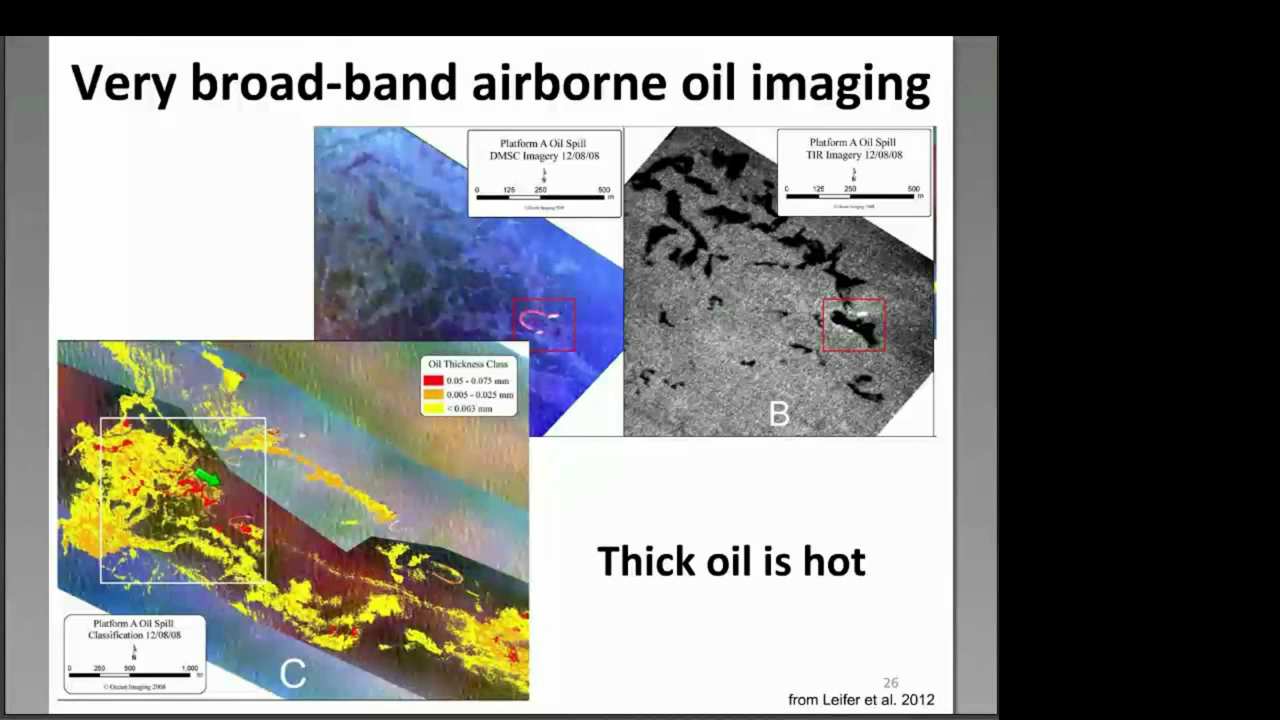 Very broad-band airborne oil imaging
Platform A Oil Spill
DMSC Imagery 12/08/08
N
0 125 250 500
m
Platform A Oil Spill
TIR Imagery 12/08/08
N
0 125 250 500
m
B
Oil Thickness Class
0.05 - 0.075 mm
0.005 - 0.025 mm
< 0.003 mm
Thick oil is hot
Platform A Oil Spill
Classification 12/08/08
N
0 250 500 1,000
m
© Ocean Imaging 2008
C
26
from Leifer et al. 2012